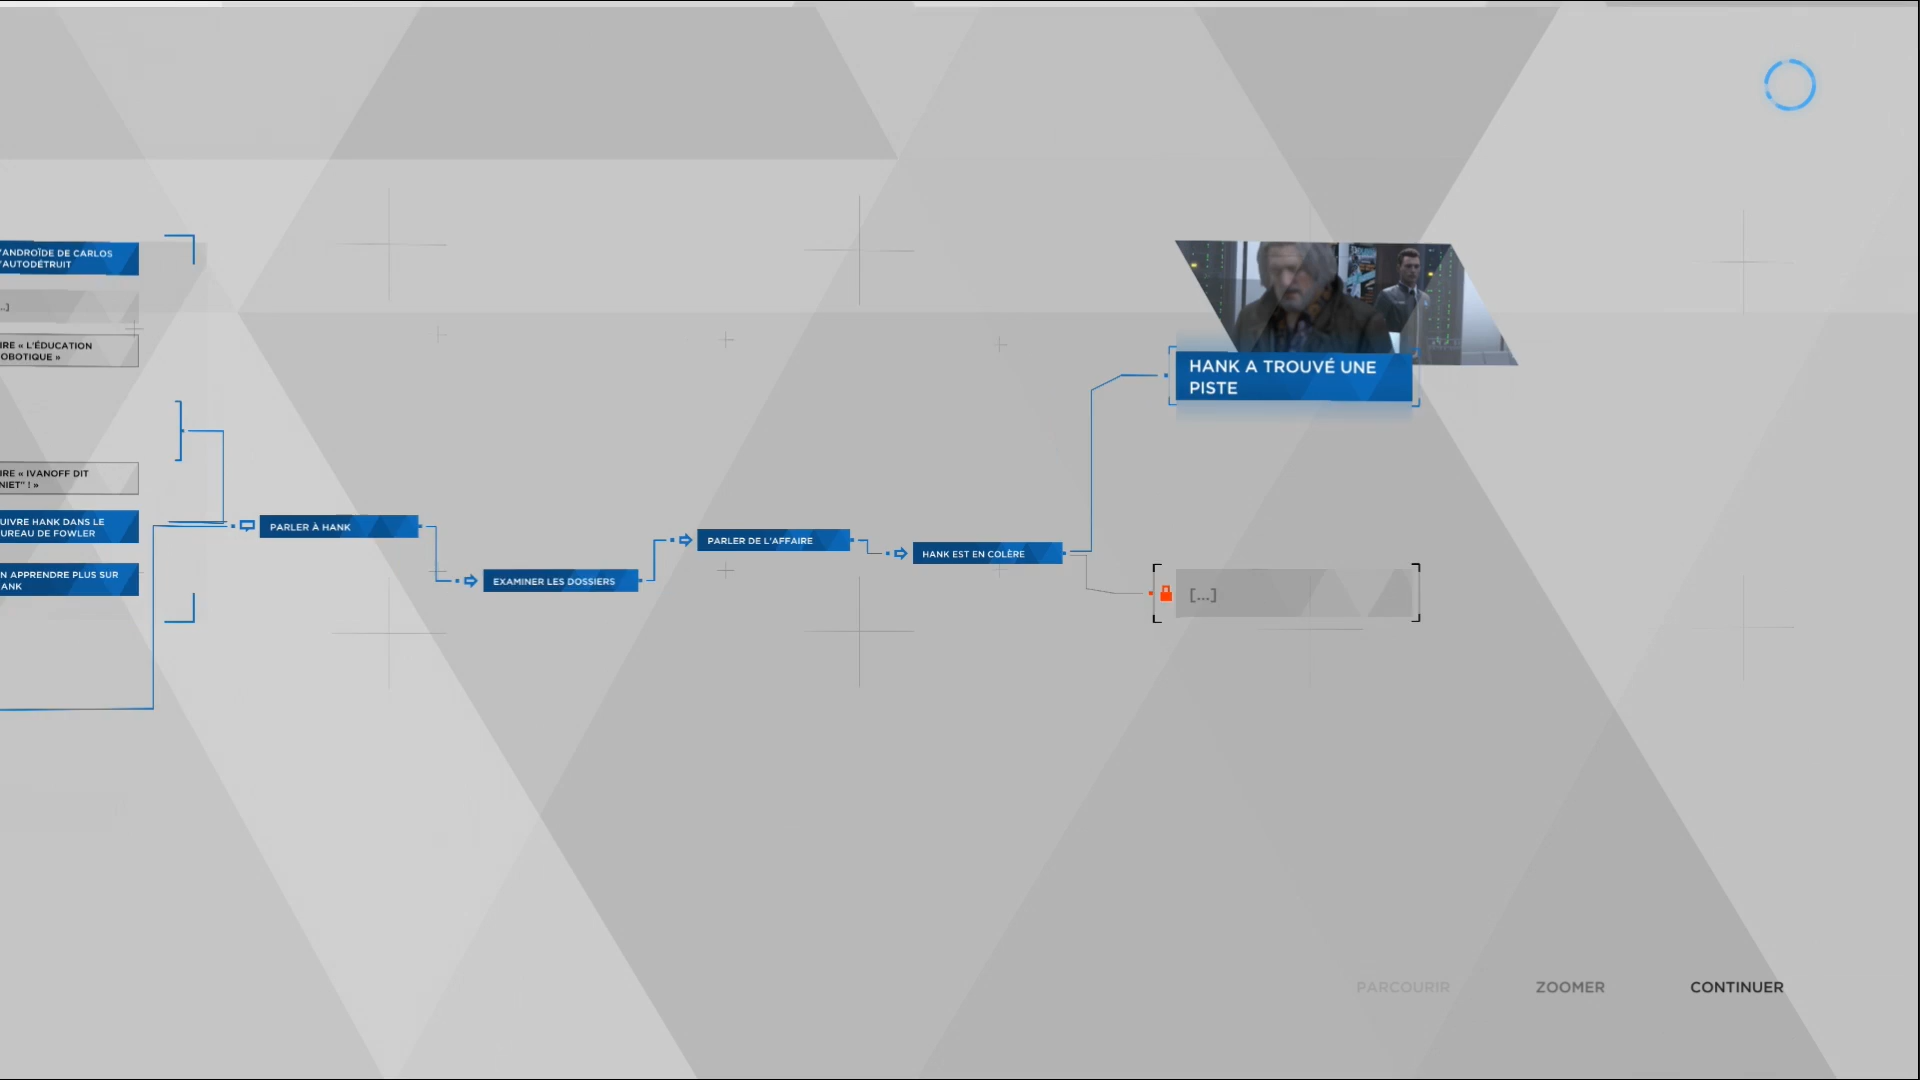 'ANDROÏDE DE CARLOS
'AUTODÉTRUIT
..]
IRE « L'ÉDUCATION
OBOTIQUE »
IRE « IVANOFF DIT
NIET" ! »
UIVRE HANK DANS LE
UREAU DE FOWLER
N APPRENDRE PLUS SUR
ANK
PARLER À HANK
EXAMINER LES DOSSIERS
PARLER DE L'AFFAIRE
HANK EST EN COLÈRE
HANK A TROUVÉ UNE
PISTE
[...]
PARCOURIR
ZOOMER
CONTINUER